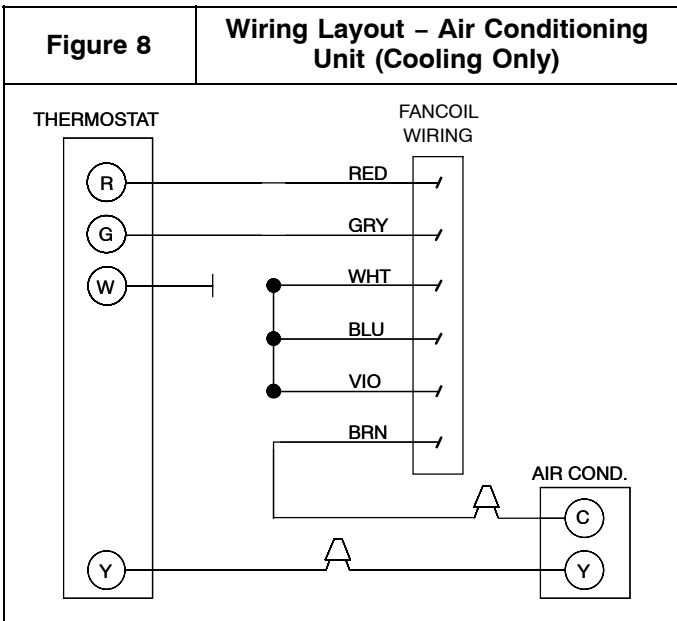 Figure 8
Wiring Layout – Air Conditioning
Unit (Cooling Only)
THERMOSTAT
FANCOIL
WIRING
R
RED
G
GRY
W
WHT
BLU
VIO
BRN
AIR COND.
C
Y
Y